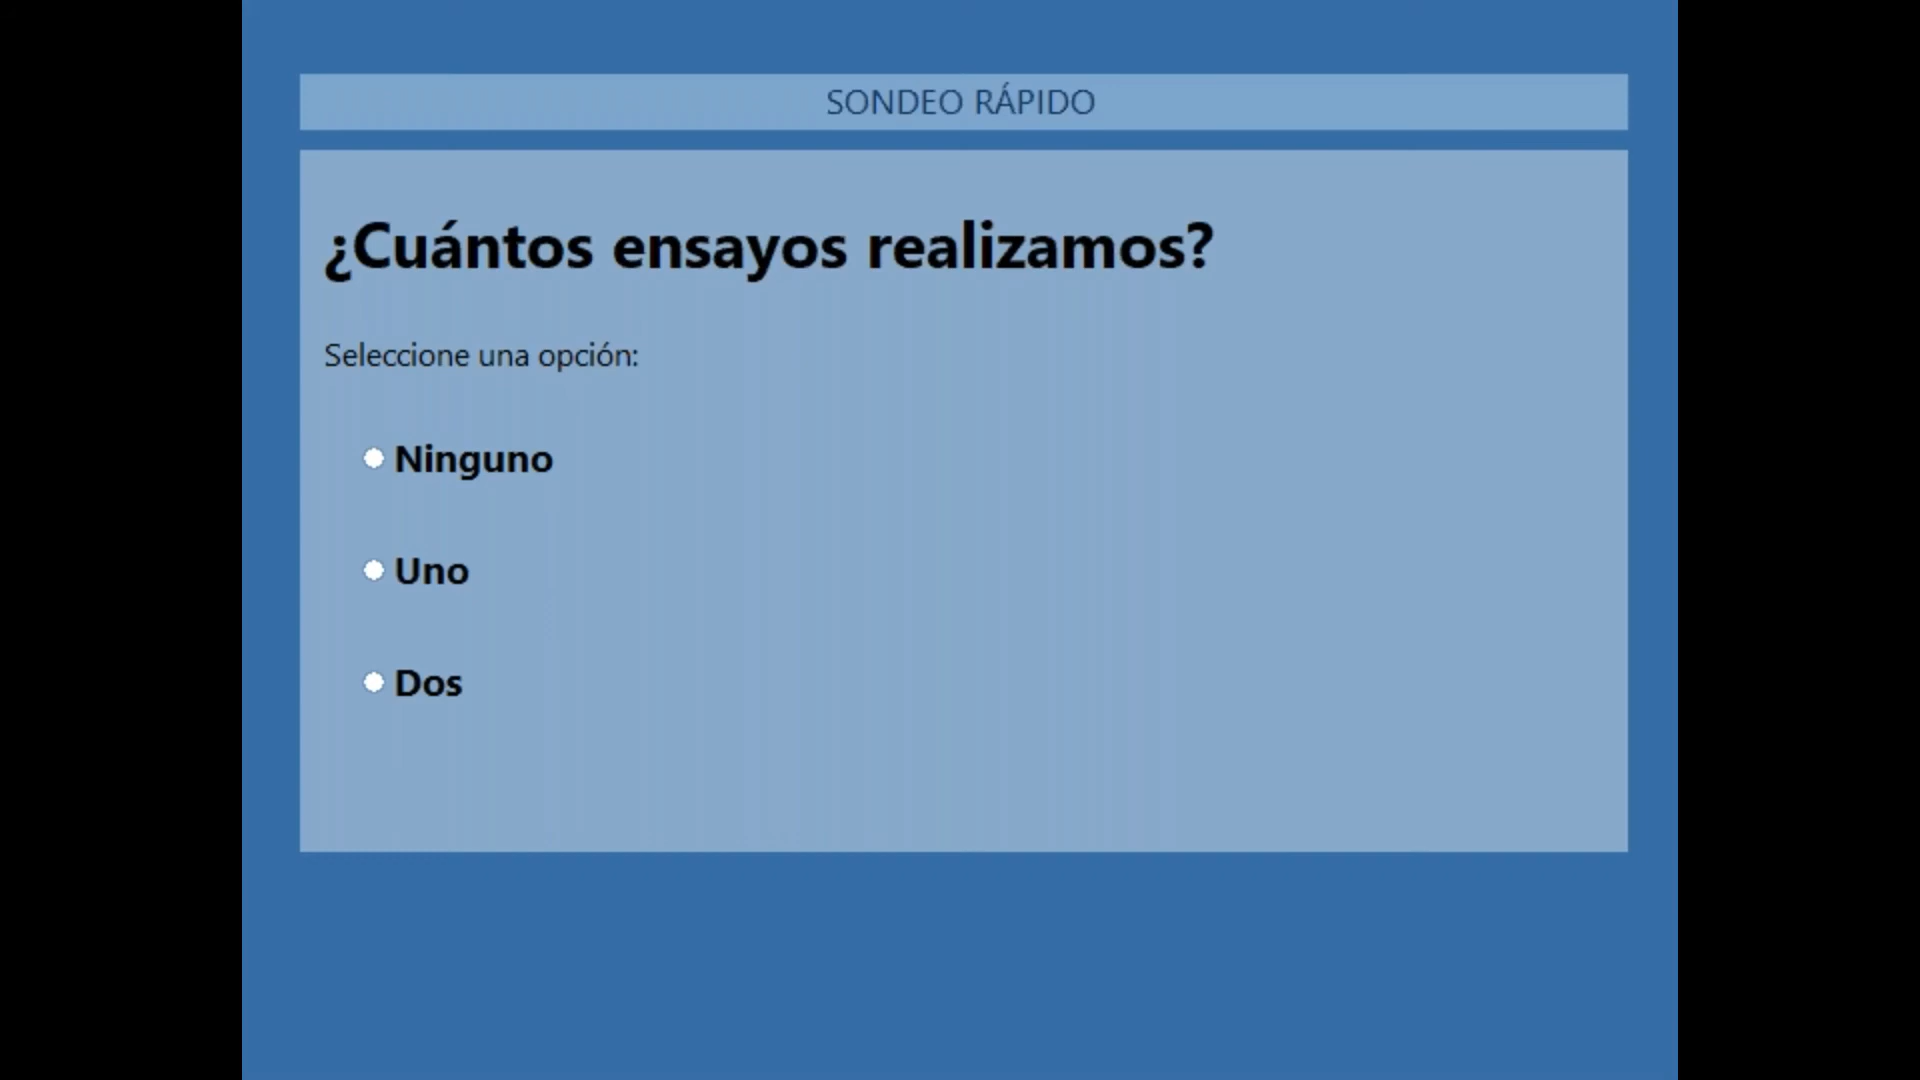 SONDEO RÁPIDO
¿Cuántos ensayos realizamos?
Seleccione una opción:
Ninguno
Uno
Dos